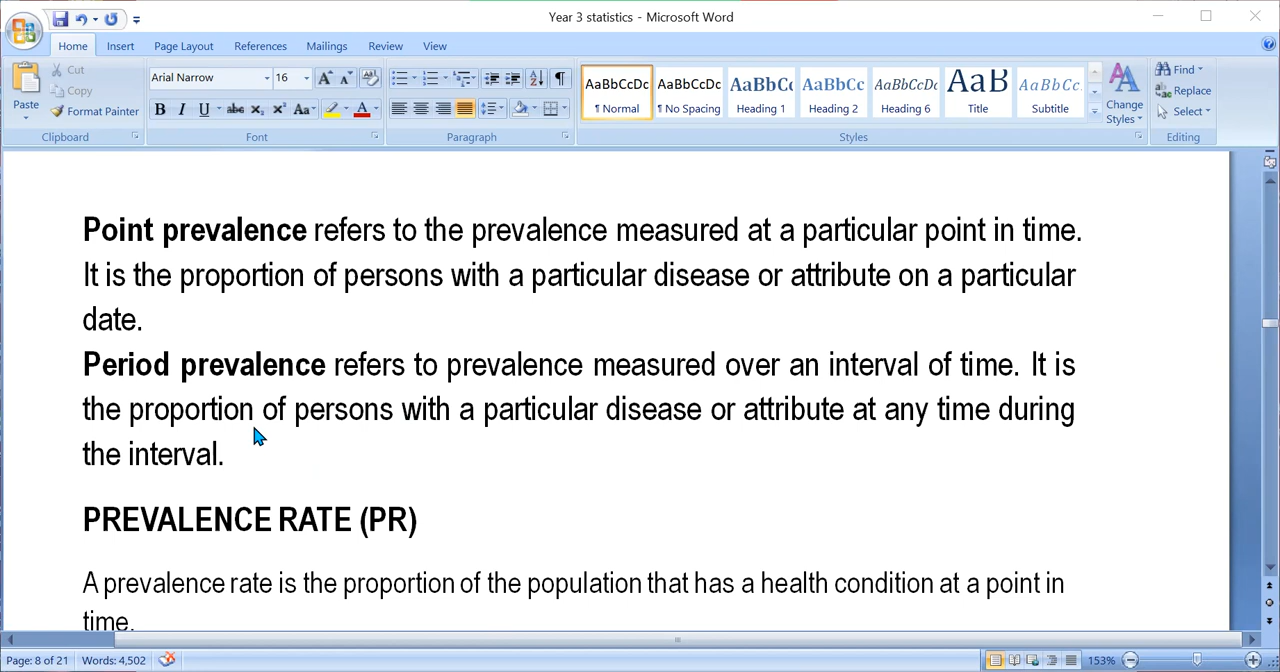 Year 3 statistics - Microsoft Word
Home Insert Page Layout References Mailings Review View
Paste
Cut
Copy
Format Painter
Clipboard
Arial Narrow 16
B I U abc X₂ X² Aa A
Font
Paragraph
AaBbCcDc AaBbCcDc AaBbCc AaBbCc AaBbCcDc AaB AaBbCc.
¶ Normal ¶ No Spacing Heading 1 Heading 2 Heading 6 Title Subtitle
Change Styles
Styles
Find
Replace
Select
Editing
Point prevalence refers to the prevalence measured at a particular point in time.
It is the proportion of persons with a particular disease or attribute on a particular
date.
Period prevalence refers to prevalence measured over an interval of time. It is
the proportion of persons with a particular disease or attribute at any time during
the interval.
PREVALENCE RATE (PR)
A prevalence rate is the proportion of the population that has a health condition at a point in
time.
Page: 8 of 21 Words: 4,502 153%